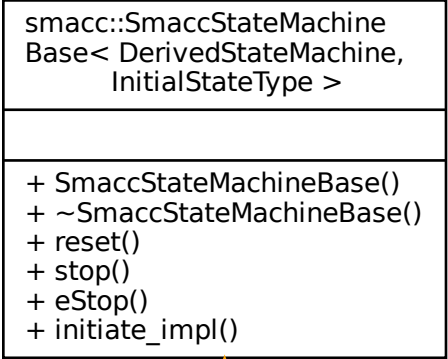 smacc::SmaccStateMachine
Base< DerivedStateMachine,
InitialStateType >
+ SmaccStateMachineBase()
+ ~SmaccStateMachineBase()
+ reset()
+ stop()
+ eStop()
+ initiate_impl()